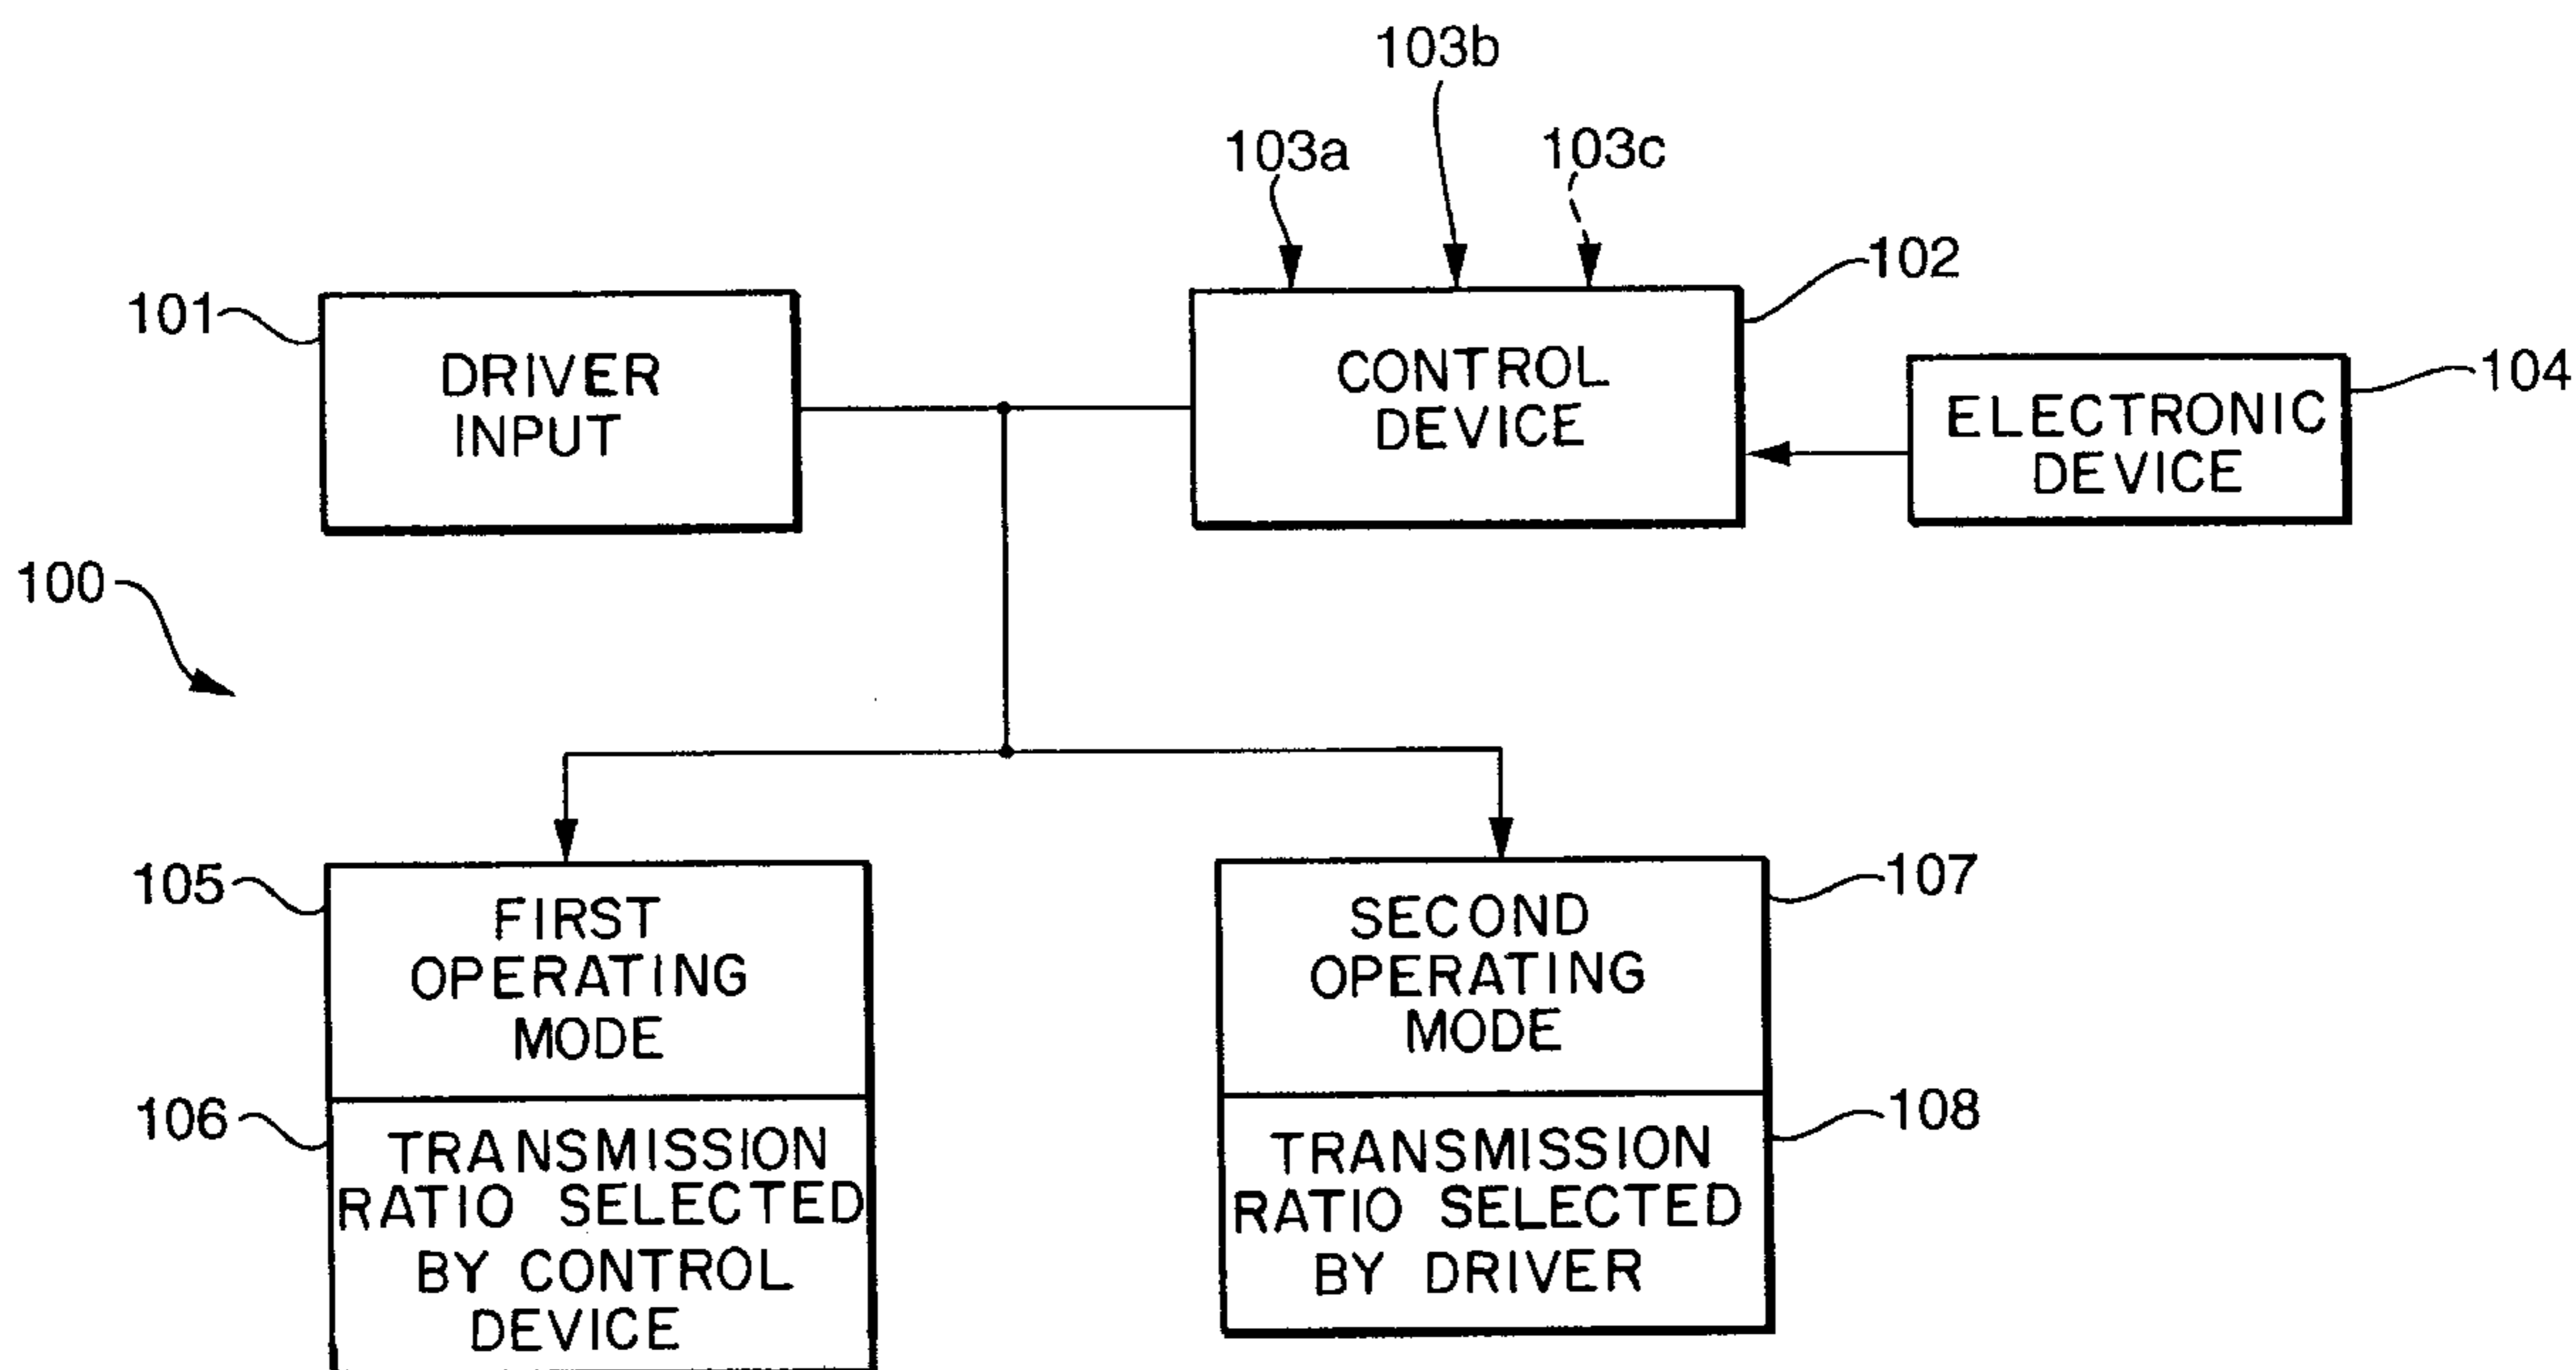 103b
103a
103c
102
101
DRIVER
INPUT
CONTROL
DEVICE
104
ELECTRONIC
DEVICE
100
105
FIRST
OPERATING
MODE
107
SECOND
OPERATING
MODE
106
TRANSMISSION
RATIO SELECTED
BY CONTROL
DEVICE
108
TRANSMISSION
RATIO SELECTED
BY DRIVER